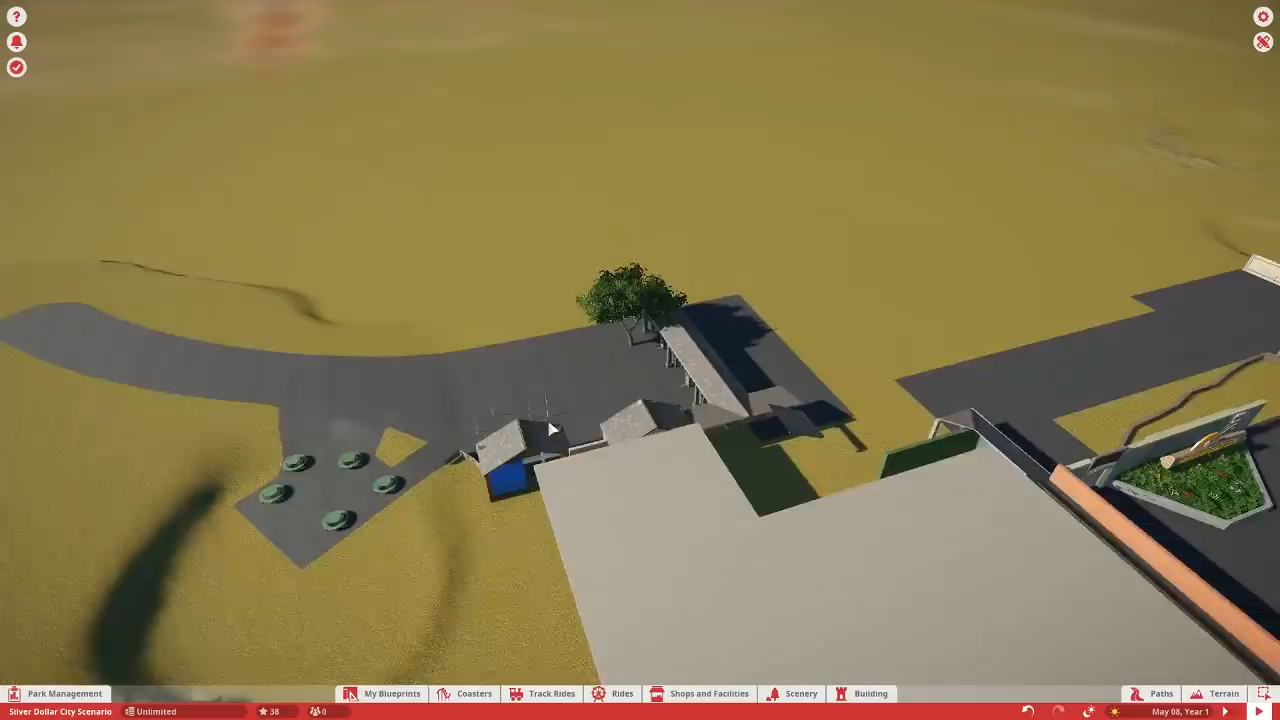 ?
Park Management
My Blueprints
Coasters
Track Rides
Rides
Shops and Facilities
Scenery
Building
Paths
Terrain
Silver Dollar City Scenario
Unlimited
38
0
May 08, Year 1